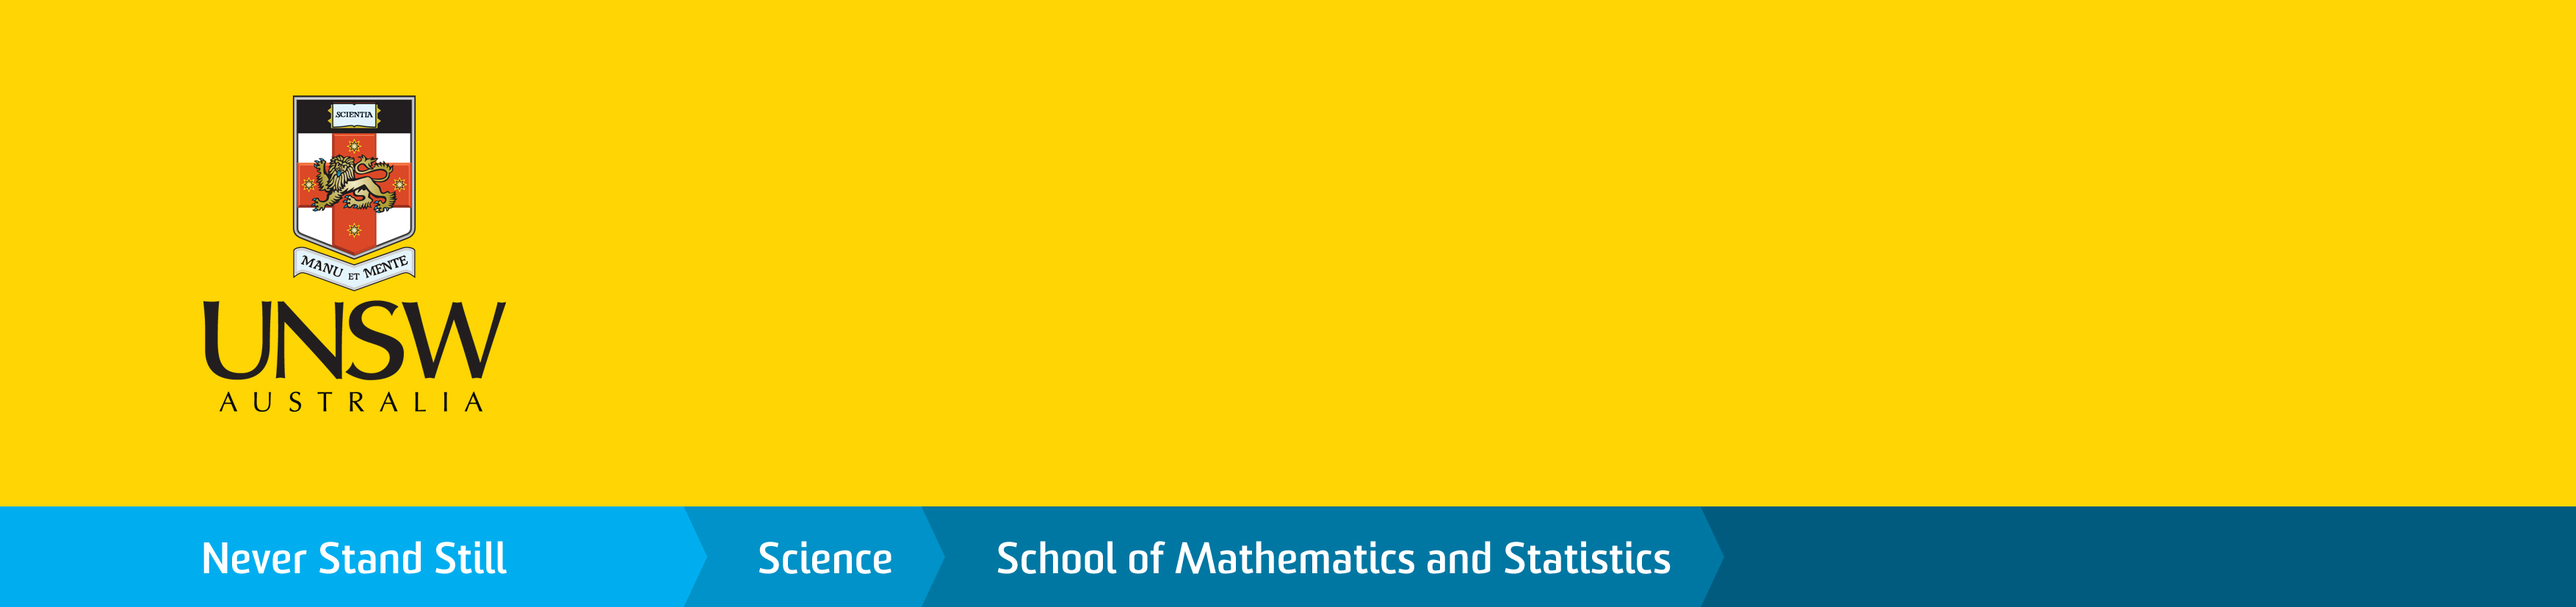 SCIENTIA
MANU ET MENTE
UNSW
AUSTRALIA
Never Stand Still
Science
School of Mathematics and Statistics